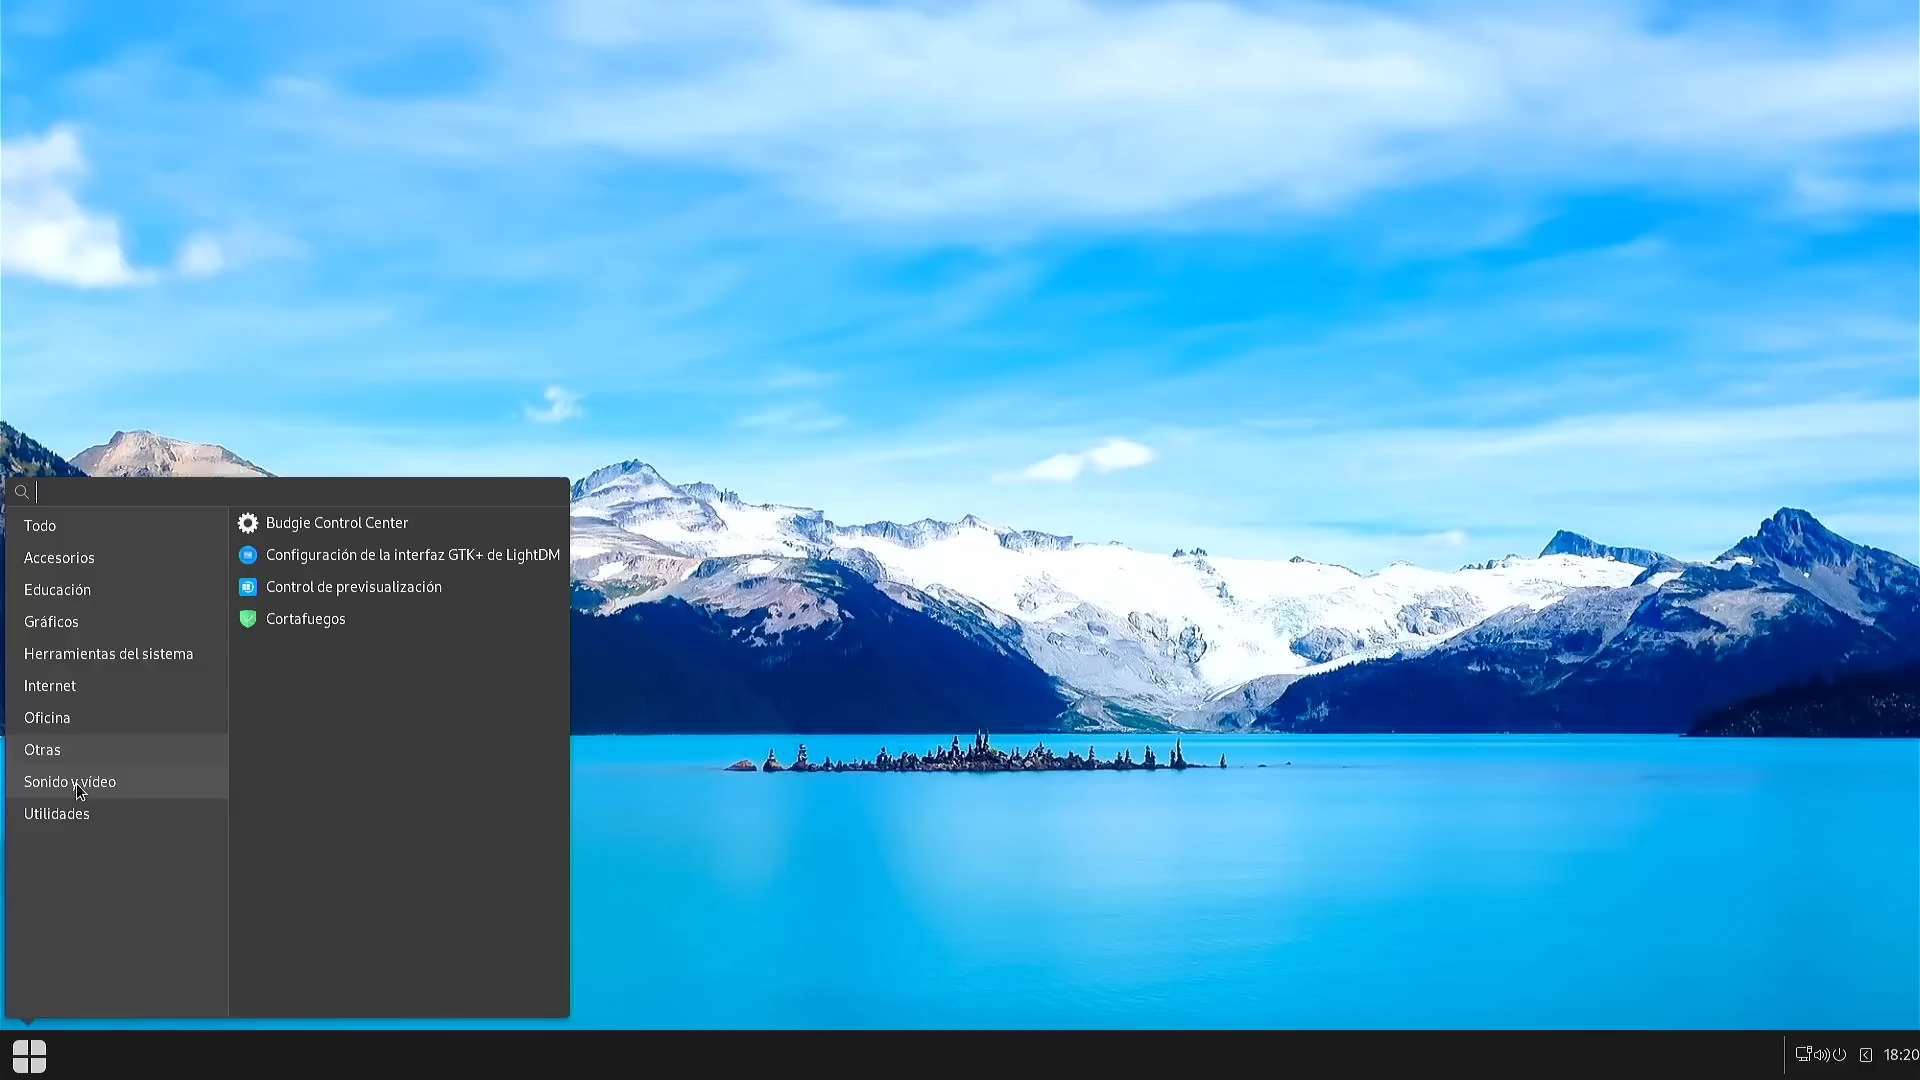 Todo
Accesorios
Educación
Gráficos
Herramientas del sistema
Internet
Oficina
Otras
Sonido y vídeo
Utilidades
Budgie Control Center
Configuración de la interfaz GTK+ de LightDM
Control de previsualización
Cortafuegos
18:20